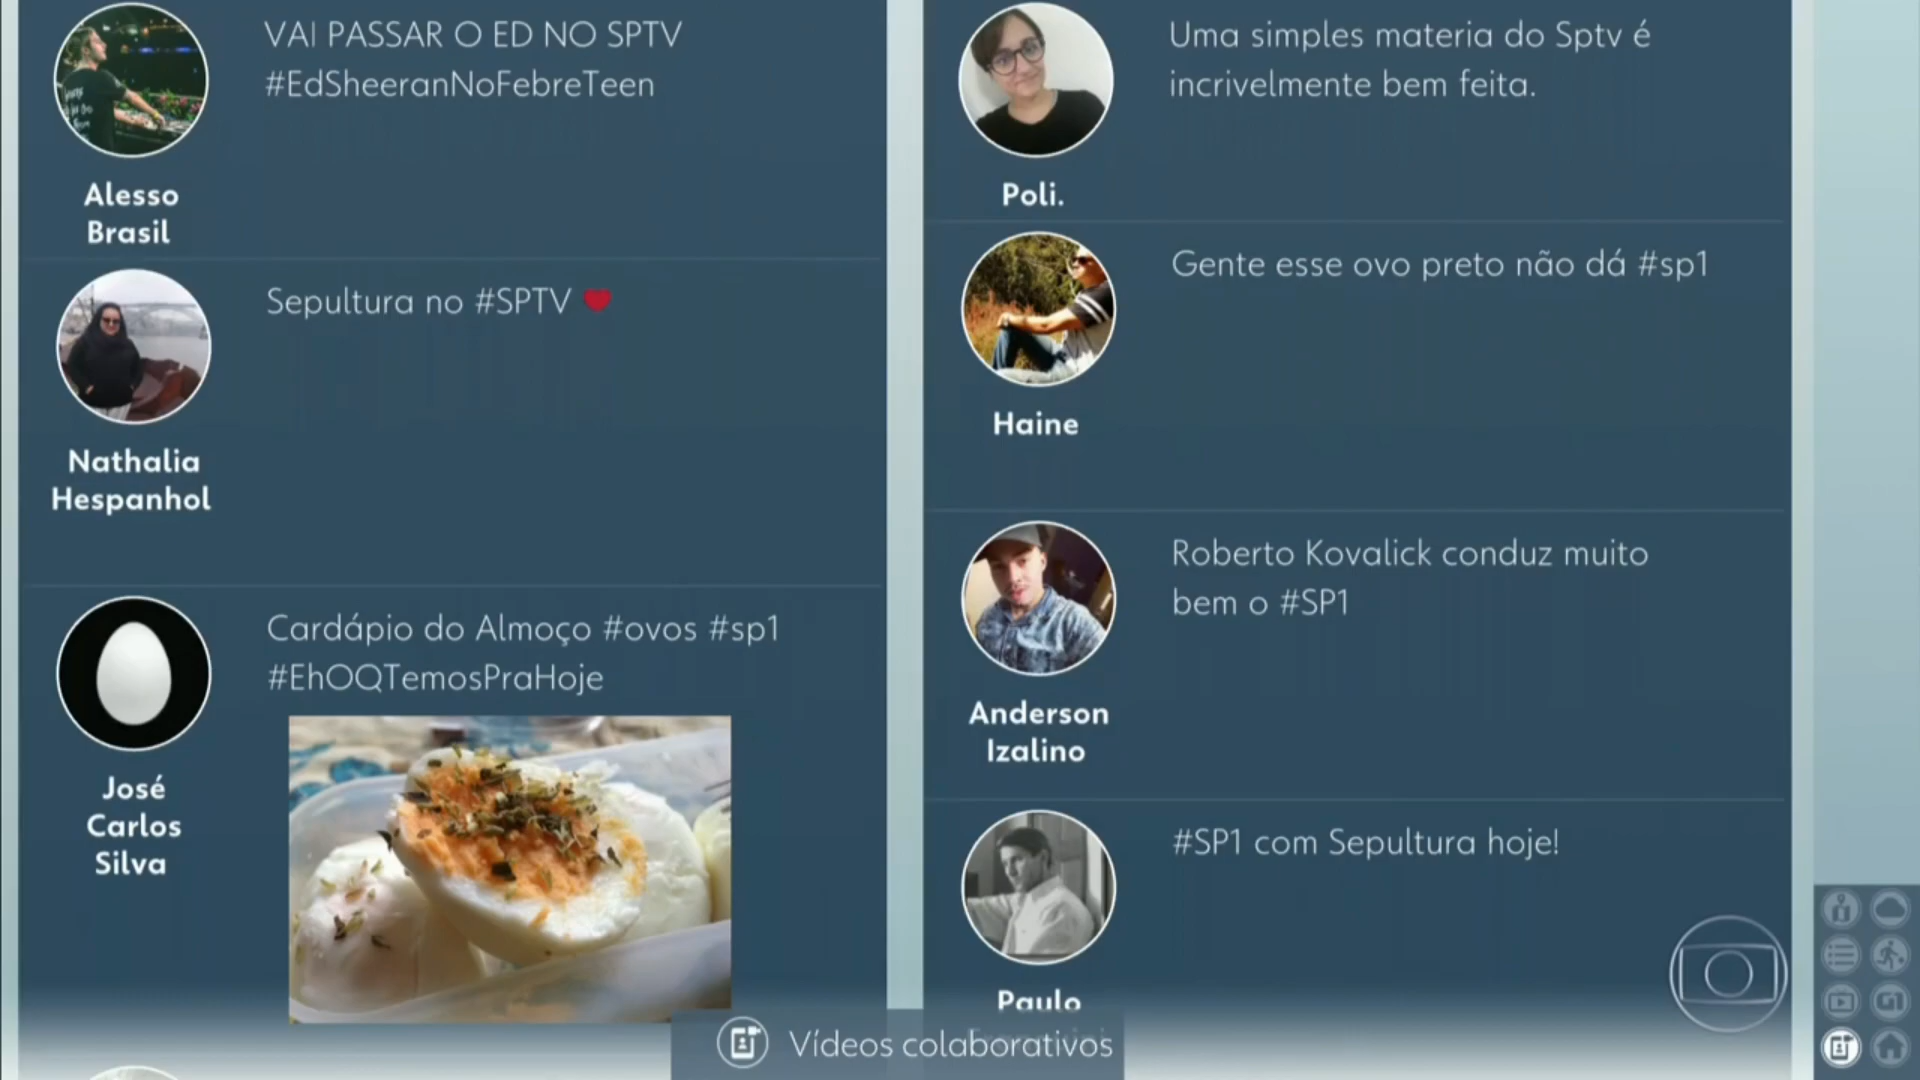 VAI PASSAR O ED NO SPTV
#EdSheeranNoFebreTeen
Alesso
Brasil
Sepultura no #SPTV ❤
Nathalia
Hespanhol
Cardápio do Almoço #ovos #sp1
#EhOQTemosPraHoje
José
Carlos
Silva
Uma simples materia do Sptv é
incrivelmente bem feita.
Poli.
Gente esse ovo preto não dá #sp1
Haine
Roberto Kovalick conduz muito
bem o #SP1
Anderson
Izalino
#SP1 com Sepultura hoje!
Paulo
Vídeos colaborativos